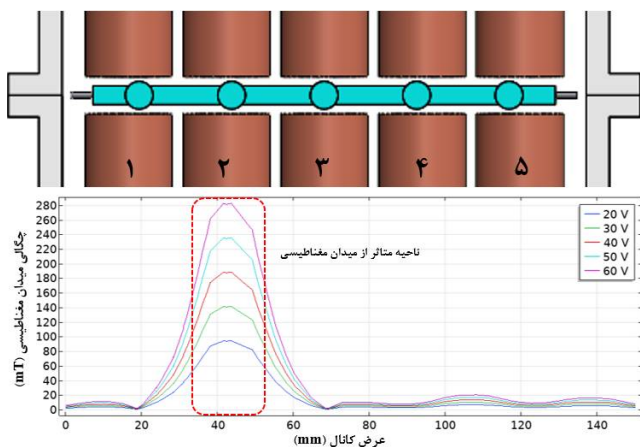 ۱ ۲ ۳ ۴ ۵
چگالی میدان مغناطیسی (mT)
280
260
240
220
200
180
160
140
120
100
80
60
40
20
0
ناحیه متاثر از میدان مغناطیسی
20 V
30 V
40 V
50 V
60 V
0 20 40 60 80 100 120 140
عرض کانال (mm)